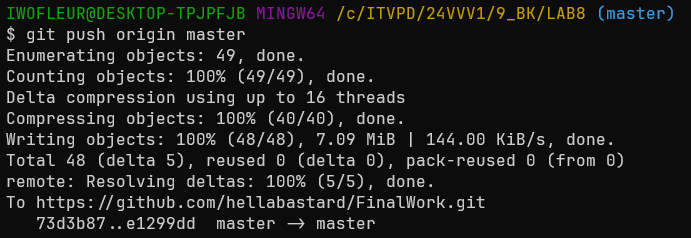 IWOFLEUR@DESKTOP-TPJPFJB MINGW64 /c/ITVPD/24VVV1/9_BK/LAB8 (master)
$ git push origin master
Enumerating objects: 49, done.
Counting objects: 100% (49/49), done.
Delta compression using up to 16 threads
Compressing objects: 100% (40/40), done.
Writing objects: 100% (48/48), 7.09 MiB | 144.00 KiB/s, done.
Total 48 (delta 5), reused 0 (delta 0), pack-reused 0 (from 0)
remote: Resolving deltas: 100% (5/5), done.
To https://github.com/hellabastard/FinalWork.git
   73d3b87..e1299dd  master -> master